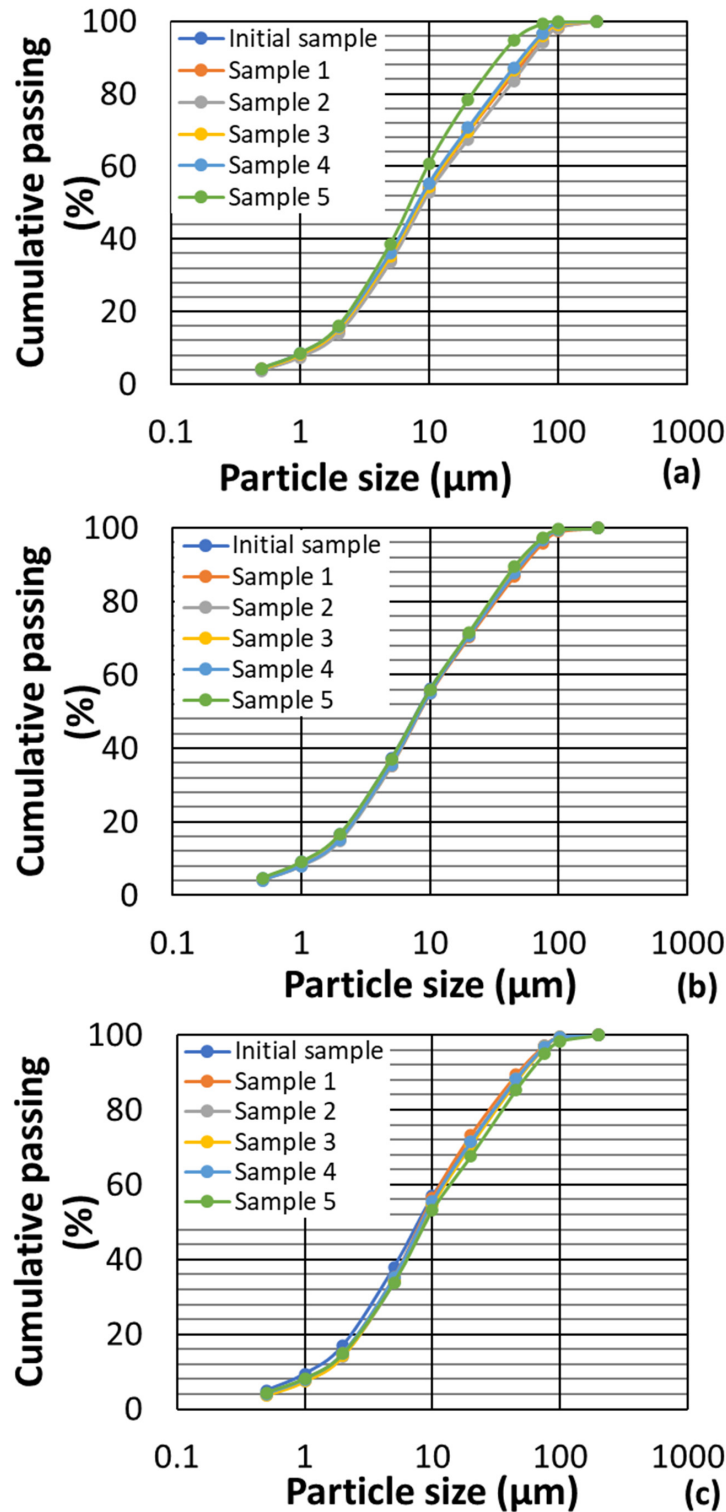 Cumulative passing
(%)
100
80
60
40
20
0
Initial sample
Sample 1
Sample 2
Sample 3
Sample 4
Sample 5
0.1 1 10 100 1000
Particle size (µm)
(a)
Cumulative passing
(%)
100
80
60
40
20
0
Initial sample
Sample 1
Sample 2
Sample 3
Sample 4
Sample 5
0.1 1 10 100 1000
Particle size (µm)
(b)
Cumulative passing
(%)
100
80
60
40
20
0
Initial sample
Sample 1
Sample 2
Sample 3
Sample 4
Sample 5
0.1 1 10 100 1000
Particle size (µm)
(c)